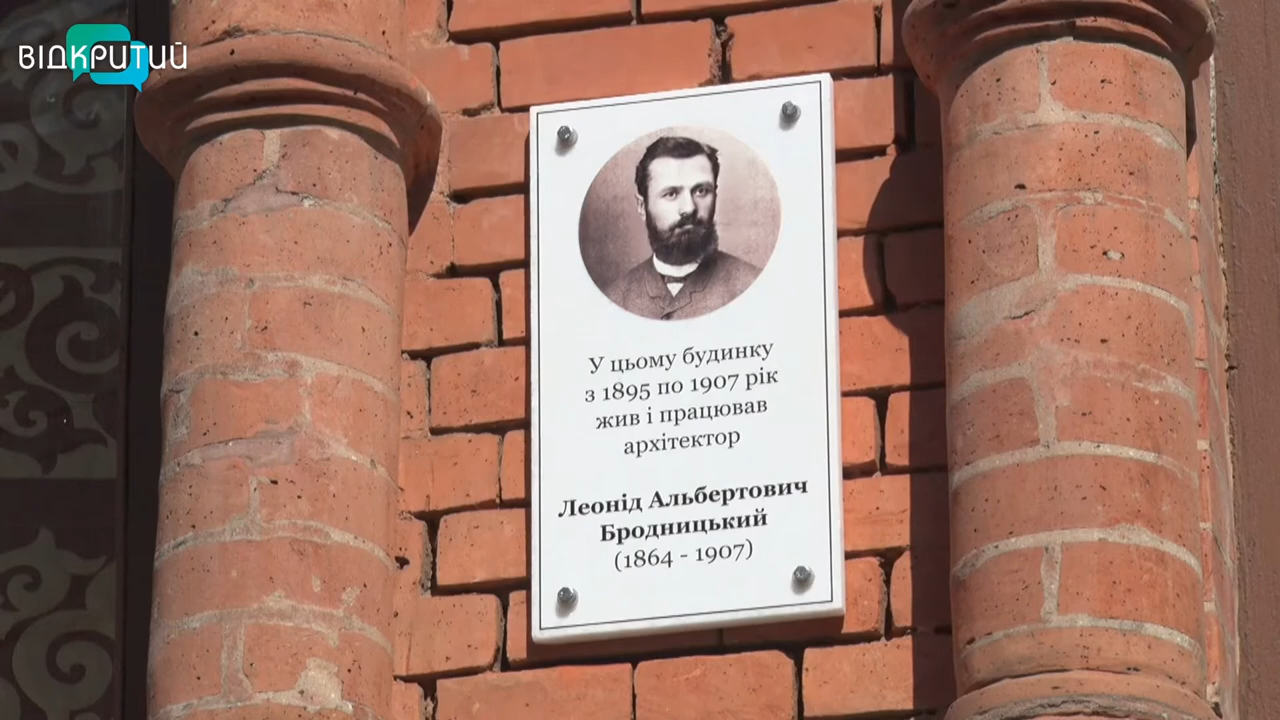 ВІДКРИТИЙ
У цьому будинку
з 1895 по 1907 рік
жив і працював
архітектор
Леонід Альбертович
Бродницький
(1864 - 1907)